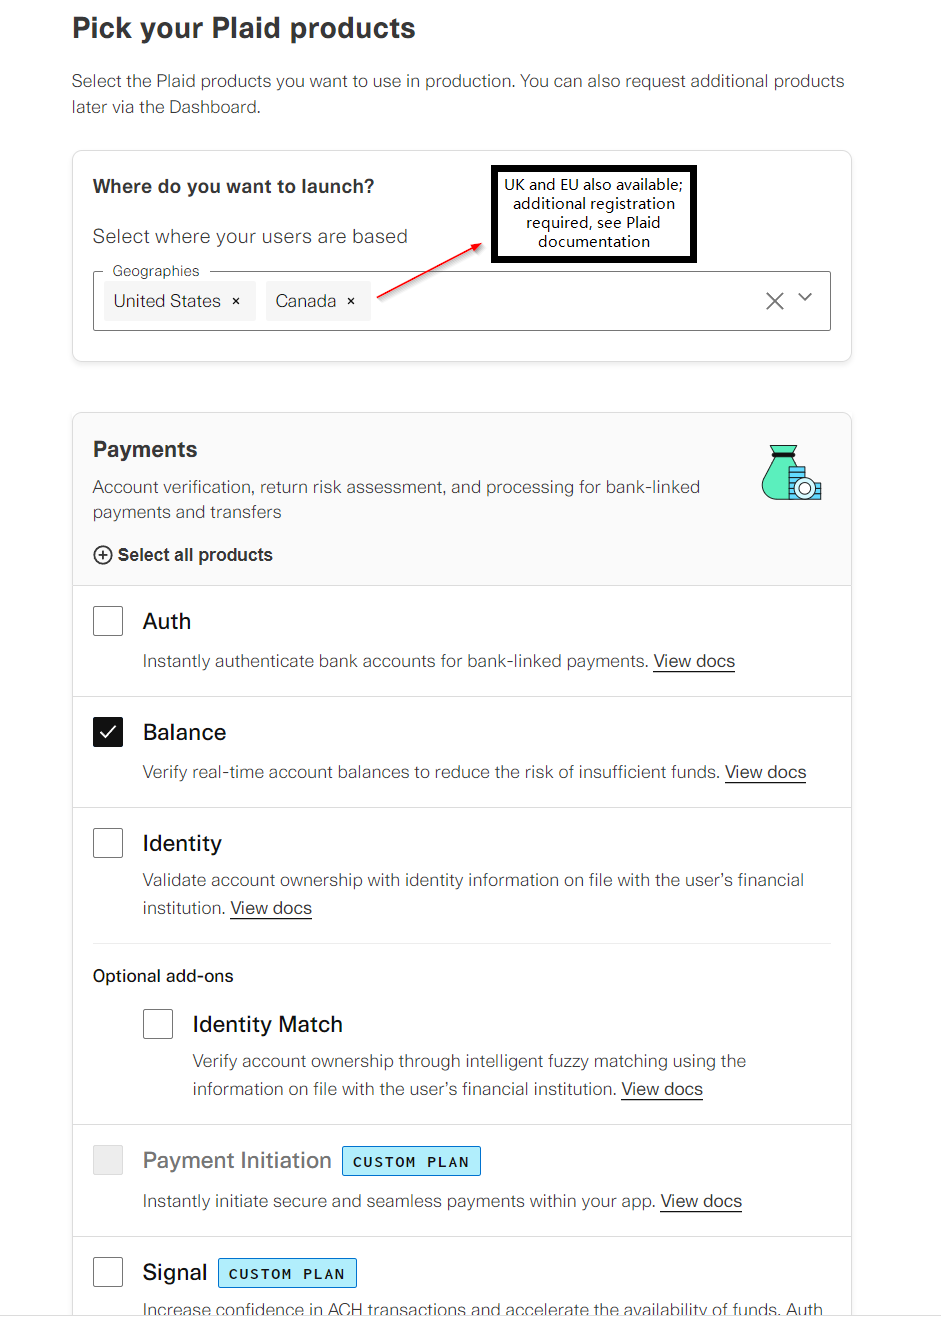 Pick your Plaid products
Select the Plaid products you want to use in production. You can also request additional products
later via the Dashboard.
Where do you want to launch?
UK and EU also available;
additional registration
required, see Plaid
documentation
Select where your users are based
Geographies
United States × Canada ×
Payments
Account verification, return risk assessment, and processing for bank-linked
payments and transfers
Select all products
Auth
Instantly authenticate bank accounts for bank-linked payments. View docs
Balance
Verify real-time account balances to reduce the risk of insufficient funds. View docs
Identity
Validate account ownership with identity information on file with the user's financial
institution. View docs
Optional add-ons
Identity Match
Verify account ownership through intelligent fuzzy matching using the
information on file with the user's financial institution. View docs
Payment Initiation CUSTOM PLAN
Instantly initiate secure and seamless payments within your app. View docs
Signal CUSTOM PLAN
Increase confidence in ACH transactions and accelerate the availability of funds. Auth